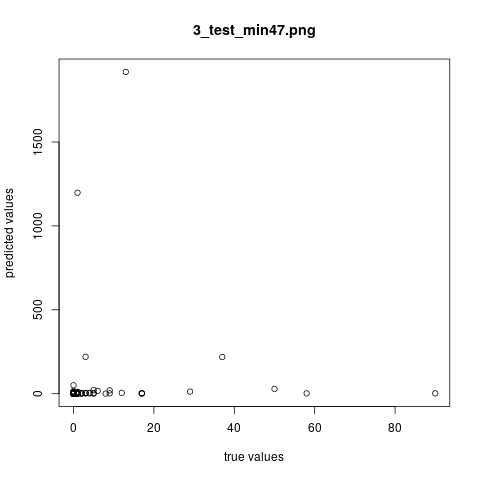 3_test_min47.png
1500
1000
500
0
predicted values
0 20 40 60 80
true values